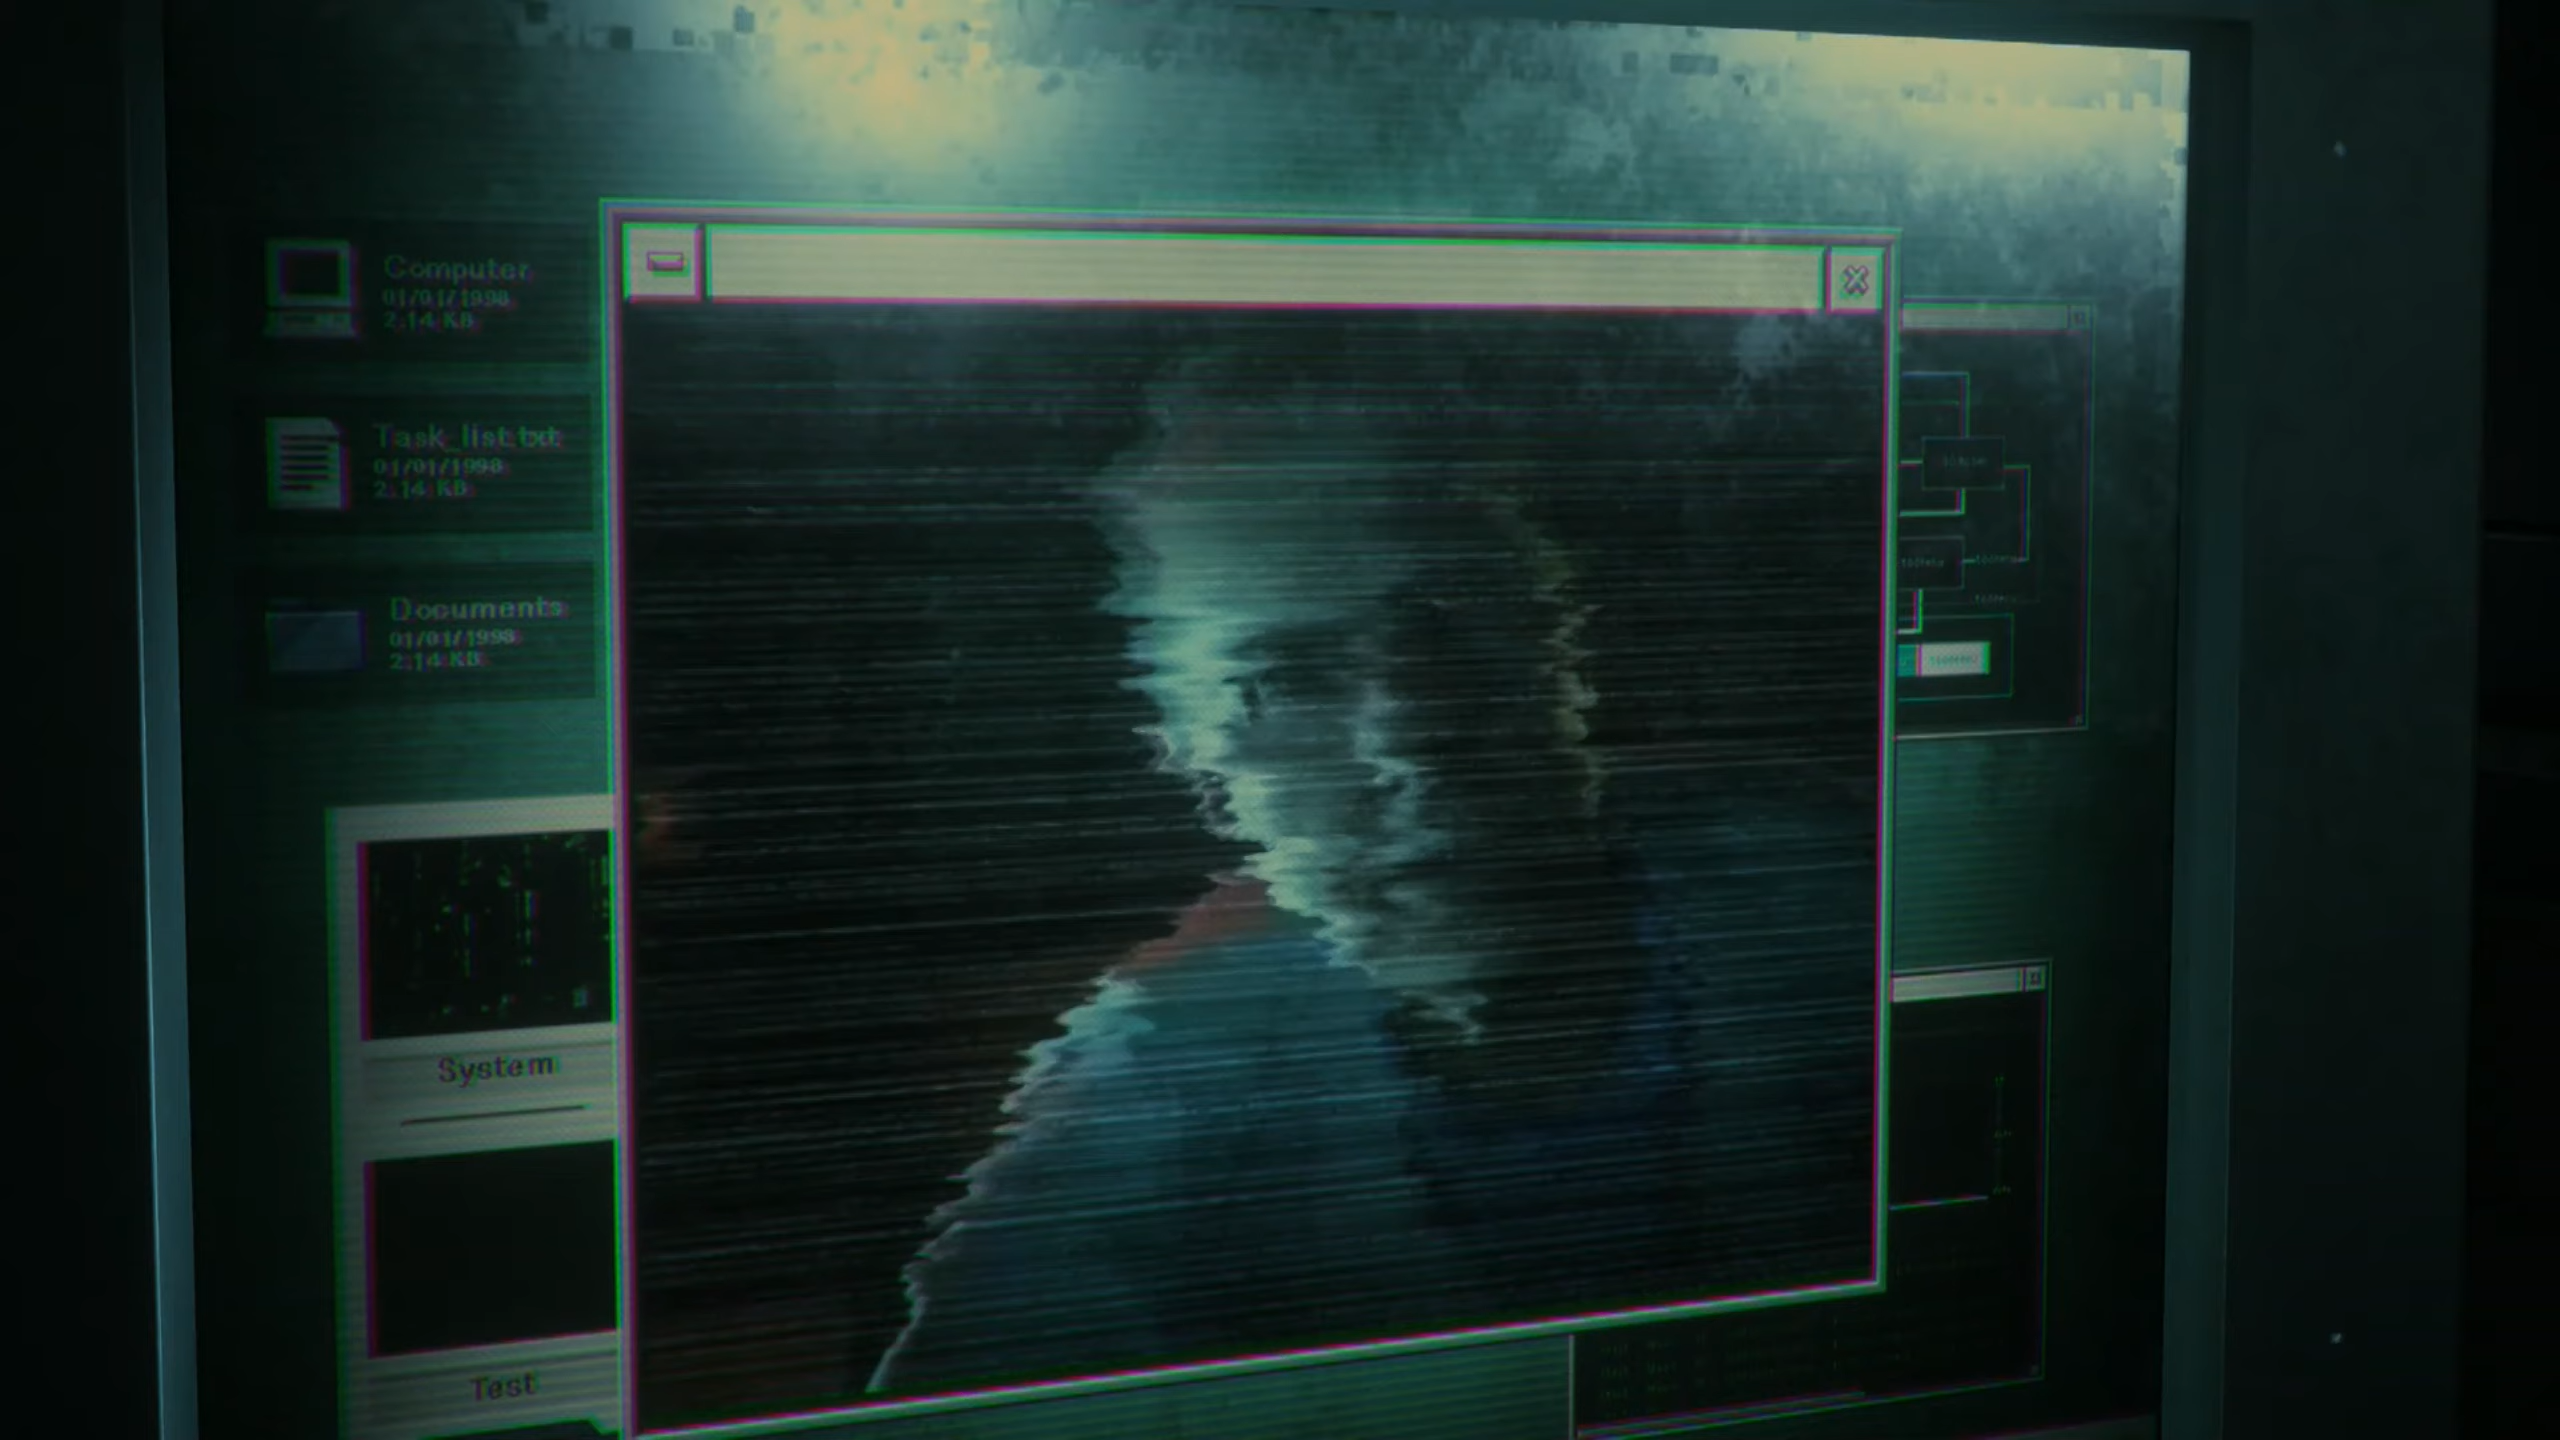 Computer
01/01/1998
2.14 KB
Task_list.txt
01/01/1998
2.14 KB
Documents
01/01/1998
2.14 KB
System
Test